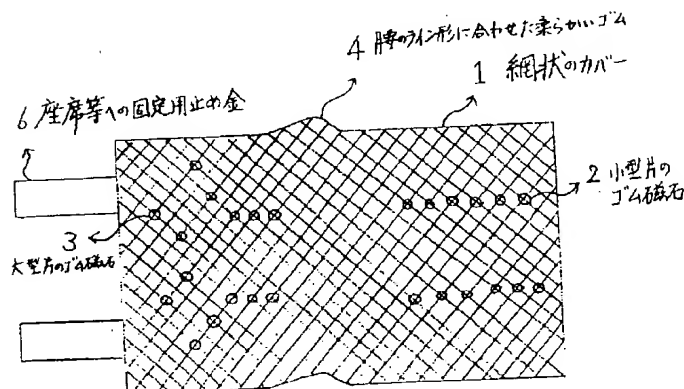 4 腰のライン形に合わせた柔らかいゴム
1 網状のカバー
6 座席等への固定用止め金
2 小型片の
ゴム磁石
3
大型片のゴム磁石